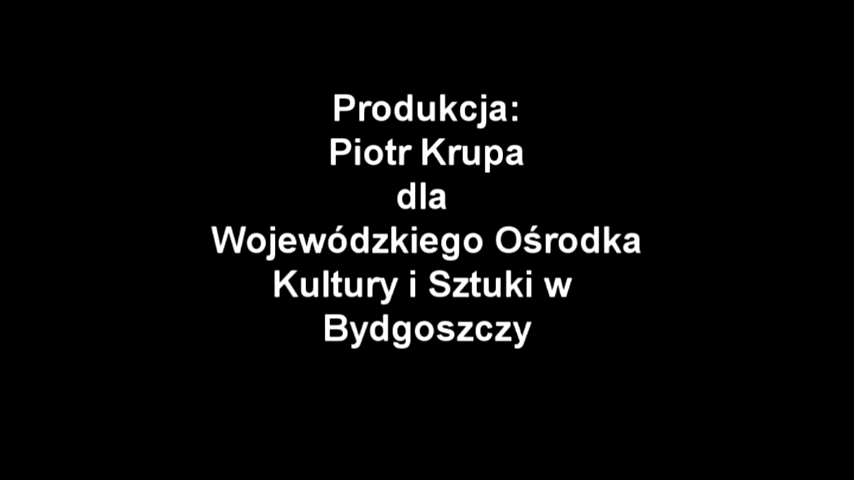 Produkcja:
Piotr Krupa
dla
Wojewódzkiego Ośrodka
Kultury i Sztuki w
Bydgoszczy